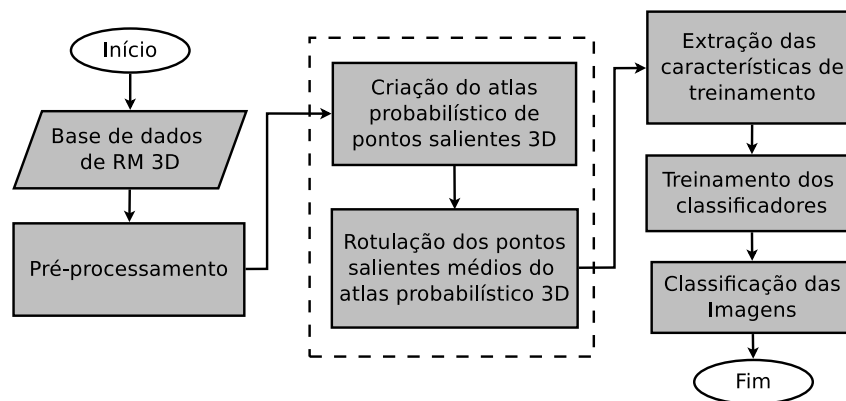 Início
Base de dados
de RM 3D
Pré-processamento
Criação do atlas
probabilístico de
pontos salientes 3D
Rotulação dos pontos
salientes médios do
atlas probabilístico 3D
Extração das
características de
treinamento
Treinamento dos
classificadores
Classificação das
Imagens
Fim